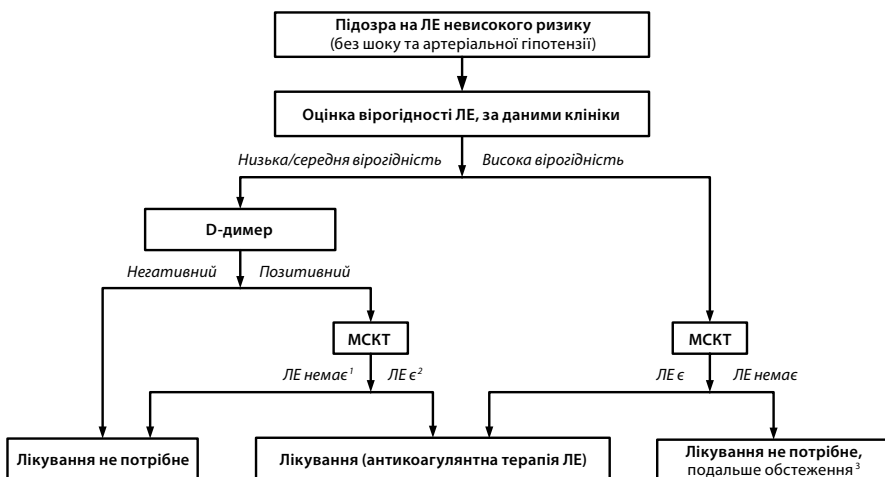 Підозра на ЛЕ невисокого ризику
(без шоку та артеріальної гіпотензії)
Оцінка вірогідності ЛЕ, за даними клініки
Низька/середня вірогідність
Висока вірогідність
D-димер
Негативний
Позитивний
МСКТ
МСКТ
ЛЕ немає¹
ЛЕ є²
ЛЕ є
ЛЕ немає
Лікування не потрібне
Лікування (антикоагулянтна терапія ЛЕ)
Лікування не потрібне,
подальше обстеження³